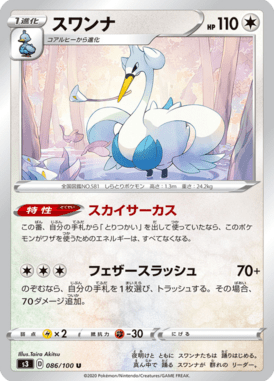 1進化
スワンナ
HP 110
コアルヒーから進化
全国図鑑NO.581 しろとりポケモン 高さ：1.3m 重さ：24.2kg
特性 スカイサーカス
この番、自分の手札から「とりつかい」を出して使っていたなら、このポケ
モンがワザを使うためのエネルギーは、すべてなくなる。
フェザースラッシュ 70+
のぞむなら、自分の手札を1枚選び、トラッシュする。その場合、
70ダメージ追加。
弱点 ×2 抵抗力 -30 にげる
Illus. Taira Akitsu
s3 D 086/100 U
©2020 Pokémon/Nintendo/Creatures/GAME FREAK.